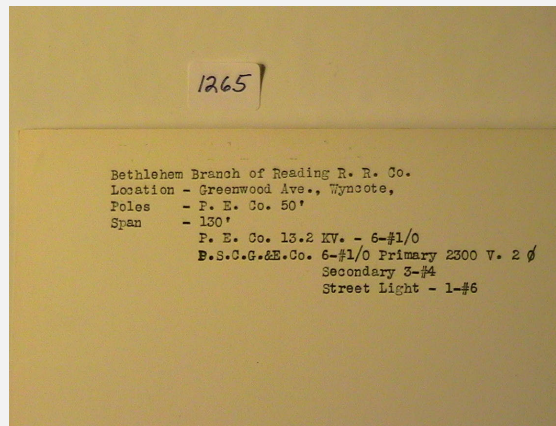 1265
Bethlehem Branch of Reading R. R. Co.
Location - Greenwood Ave., Wyncote,
Poles - P. E. Co. 50'
Span - 130'
P. E. Co. 13.2 KV. - 6-#1/0
P.S.C.G.&E.Co. 6-#1/0 Primary 2300 V. 2 ϕ
Secondary 3-#4
Street Light - 1-#6